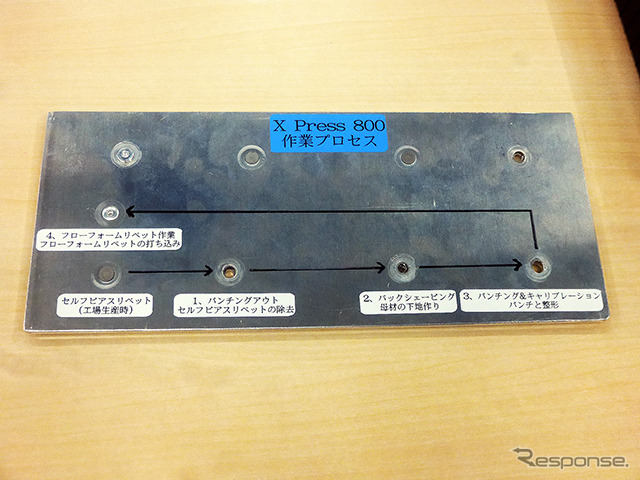 X Press 800
作業プロセス
4、フローフォームリベット作業
フローフォームリベットの打ち込み
セルフピアスリベット
(工場生産時)
1、パンチングアウト
セルフピアスリベットの除去
2、バックシェービング
母材の下地作り
3、パンチング&キャリブレーション
パンチと整形
Response.